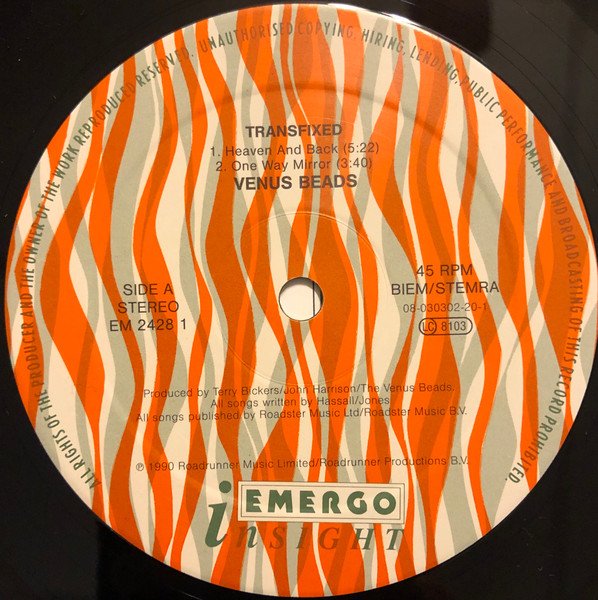 ALL RIGHTS OF THE PRODUCER AND THE OWNER OF THE WORK REPRODUCED RESERVED. UNAUTHORISED COPYING, HIRING, LENDING, PUBLIC PERFORMANCE AND BROADCASTING OF THIS RECORD PROHIBITED.
TRANSFIXED
1. Heaven And Back (5:22)
2. One Way Mirror (3:40)
VENUS BEADS
SIDE A
STEREO
EM 2428 1
45 RPM
BIEM/STEMRA
08-030302-20-1
LC 8103
Produced by Terry Bickers/John Harrison/The Venus Beads.
All songs written by Hassall/Jones
All songs published by Roadster Music Ltd/Roadster Music B.V.
℗ 1990 Roadrunner Music Limited/Roadrunner Productions B.V.
EMERGO
inSIGHT